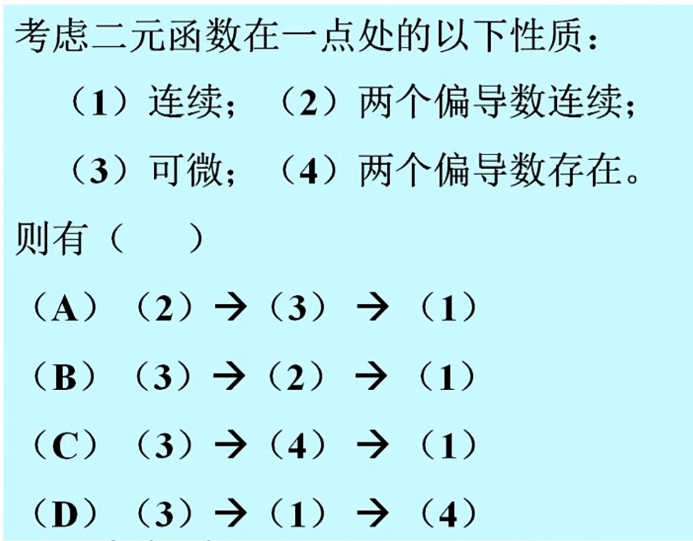 考虑二元函数在一点处的以下性质：
（1）连续；（2）两个偏导数连续；
（3）可微；（4）两个偏导数存在。
则有（ ）
（A）（2）→（3）→（1）
（B）（3）→（2）→（1）
（C）（3）→（4）→（1）
（D）（3）→（1）→（4）